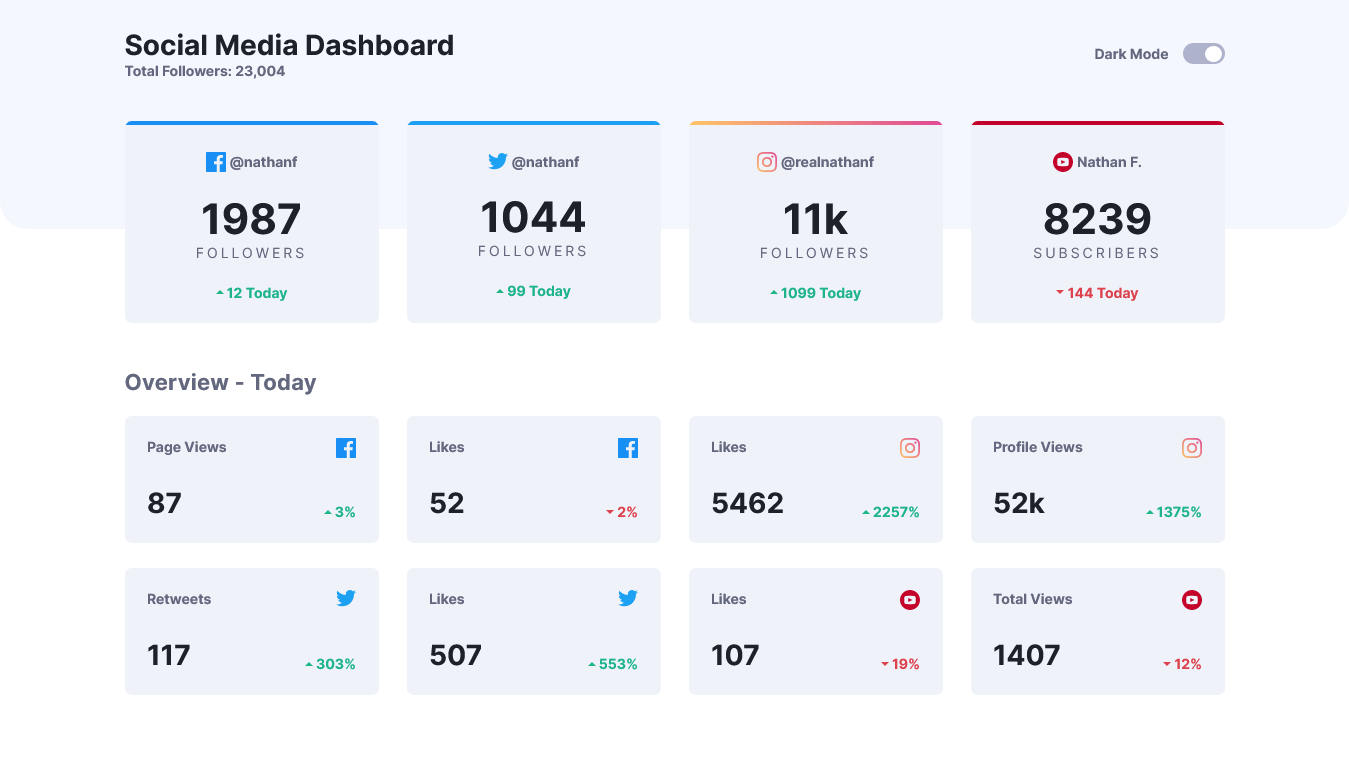 Social Media Dashboard
Total Followers: 23,004
Dark Mode
@nathanf
1987
FOLLOWERS
12 Today
@nathanf
1044
FOLLOWERS
99 Today
@realnathanf
11k
FOLLOWERS
1099 Today
Nathan F.
8239
SUBSCRIBERS
144 Today
Overview - Today
Page Views
87
3%
Likes
52
2%
Likes
5462
2257%
Profile Views
52k
1375%
Retweets
117
303%
Likes
507
553%
Likes
107
19%
Total Views
1407
12%